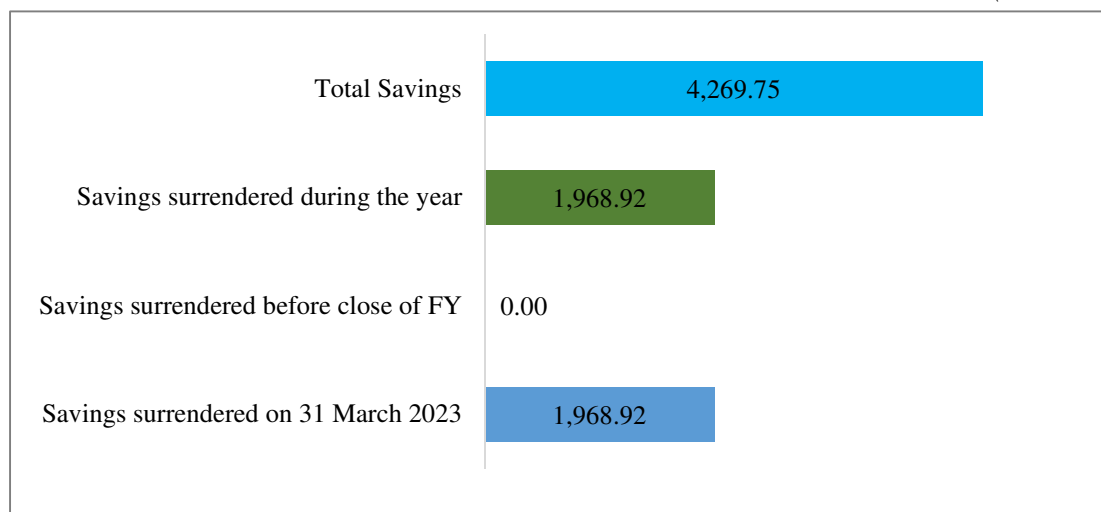 Total Savings
4,269.75
Savings surrendered during the year
1,968.92
Savings surrendered before close of FY
0.00
Savings surrendered on 31 March 2023
1,968.92